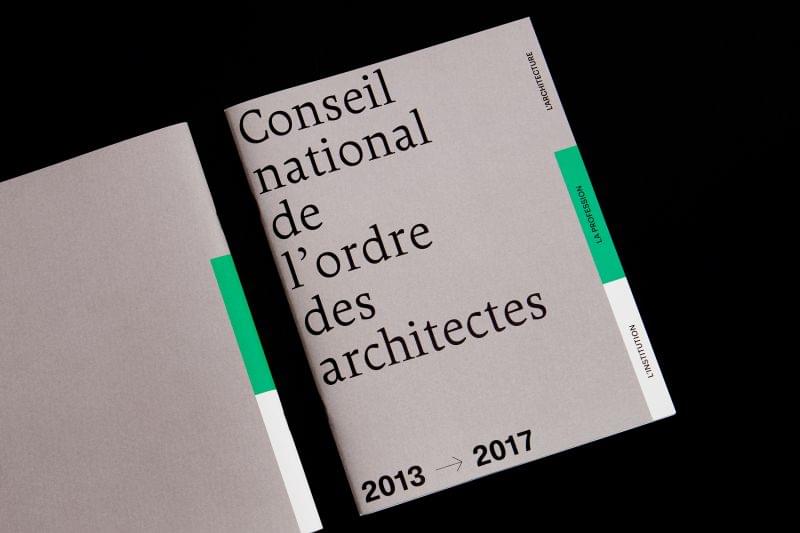 Conseil
national
de
l’ordre
des
architectes
2013 → 2017
L’ARCHITECTURE
LA PROFESSION
L’INSTITUTION